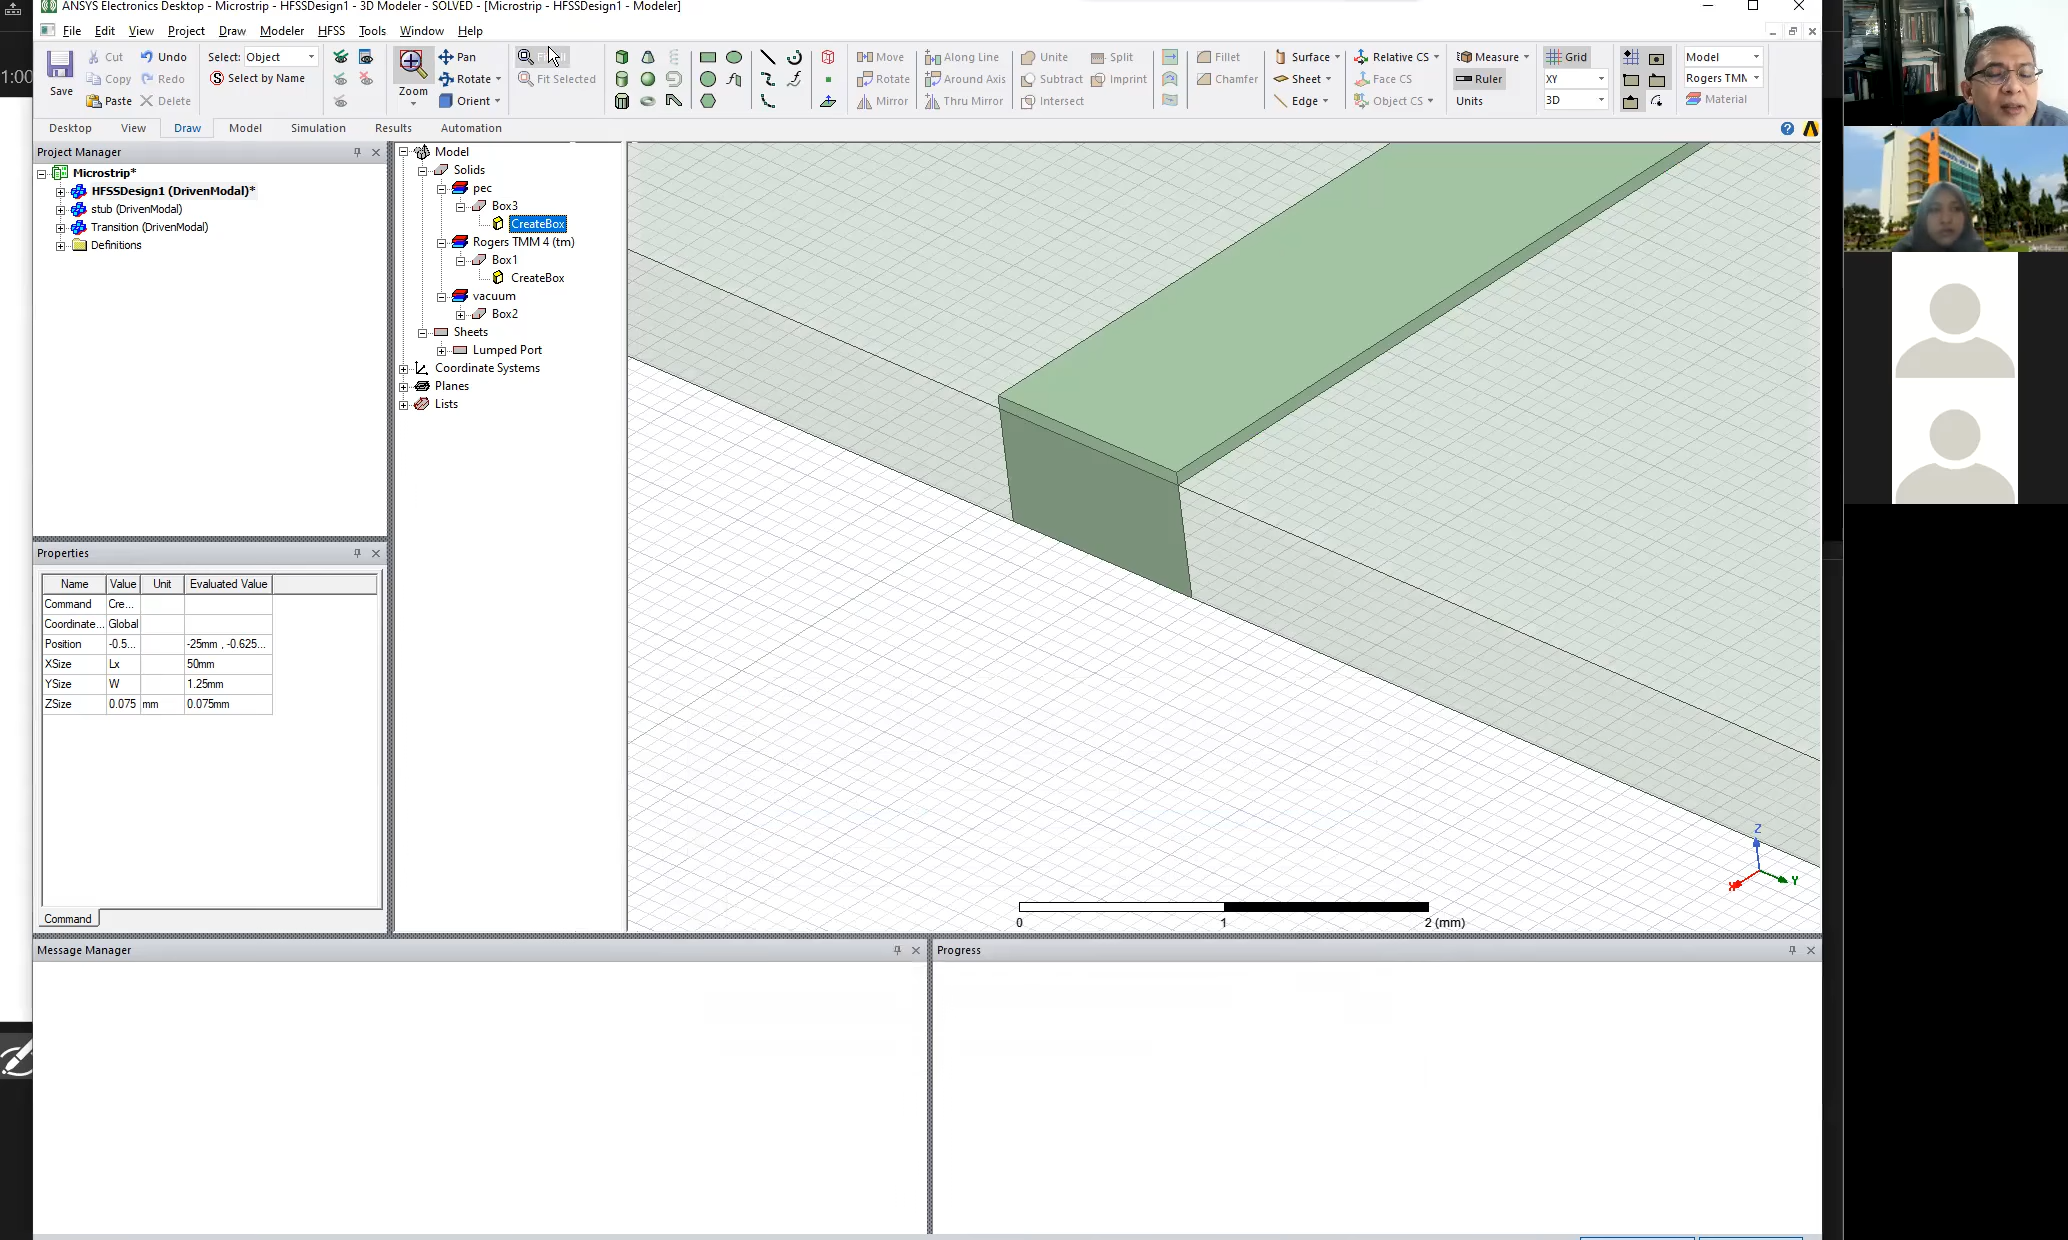 ANSYS Electronics Desktop - Microstrip - HFSSDesign1 - 3D Modeler - SOLVED - [Microstrip - HFSSDesign1 - Modeler]
File Edit View Project Draw Modeler HFSS Tools Window Help
Save
Cut Undo
Copy Redo
Paste Delete
Select: Object
Select by Name
Zoom
Pan
Rotate
Orient
Fit Selected
Move Along Line
Rotate Around Axis
Mirror Thru Mirror
Unite Split
Subtract Imprint
Intersect
Fillet
Chamfer
Surface
Sheet
Edge
Relative CS
Face CS
Object CS
Measure
Ruler
Units
Grid
XY
3D
Model
Rogers TMM
Material
Desktop View Draw Model Simulation Results Automation
1:00
Project Manager
Microstrip*
HFSSDesign1 (DrivenModal)*
stub (DrivenModal)
Transition (DrivenModal)
Definitions
Model
Solids
pec
Box3
CreateBox
Rogers TMM 4 (tm)
Box1
CreateBox
vacuum
Box2
Sheets
Lumped Port
Coordinate Systems
Planes
Lists
Properties
Name Value Unit Evaluated Value
Command Cre...
Coordinate... Global
Position -0.5... -25mm , -0.625...
XSize Lx 50mm
YSize W 1.25mm
ZSize 0.075 mm 0.075mm
Command
Z
X
Y
0 1 2 (mm)
Message Manager
Progress